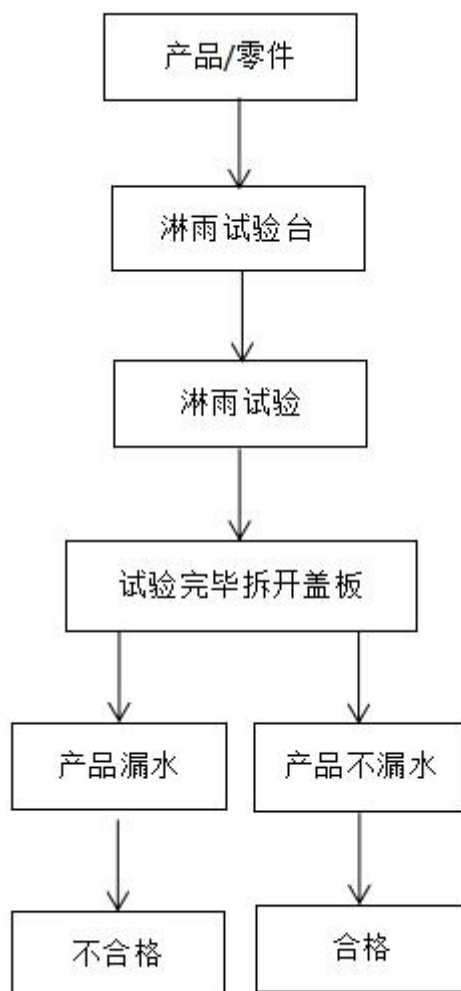 产品/零件
淋雨试验台
淋雨试验
试验完毕拆开盖板
产品漏水
产品不漏水
不合格
合格